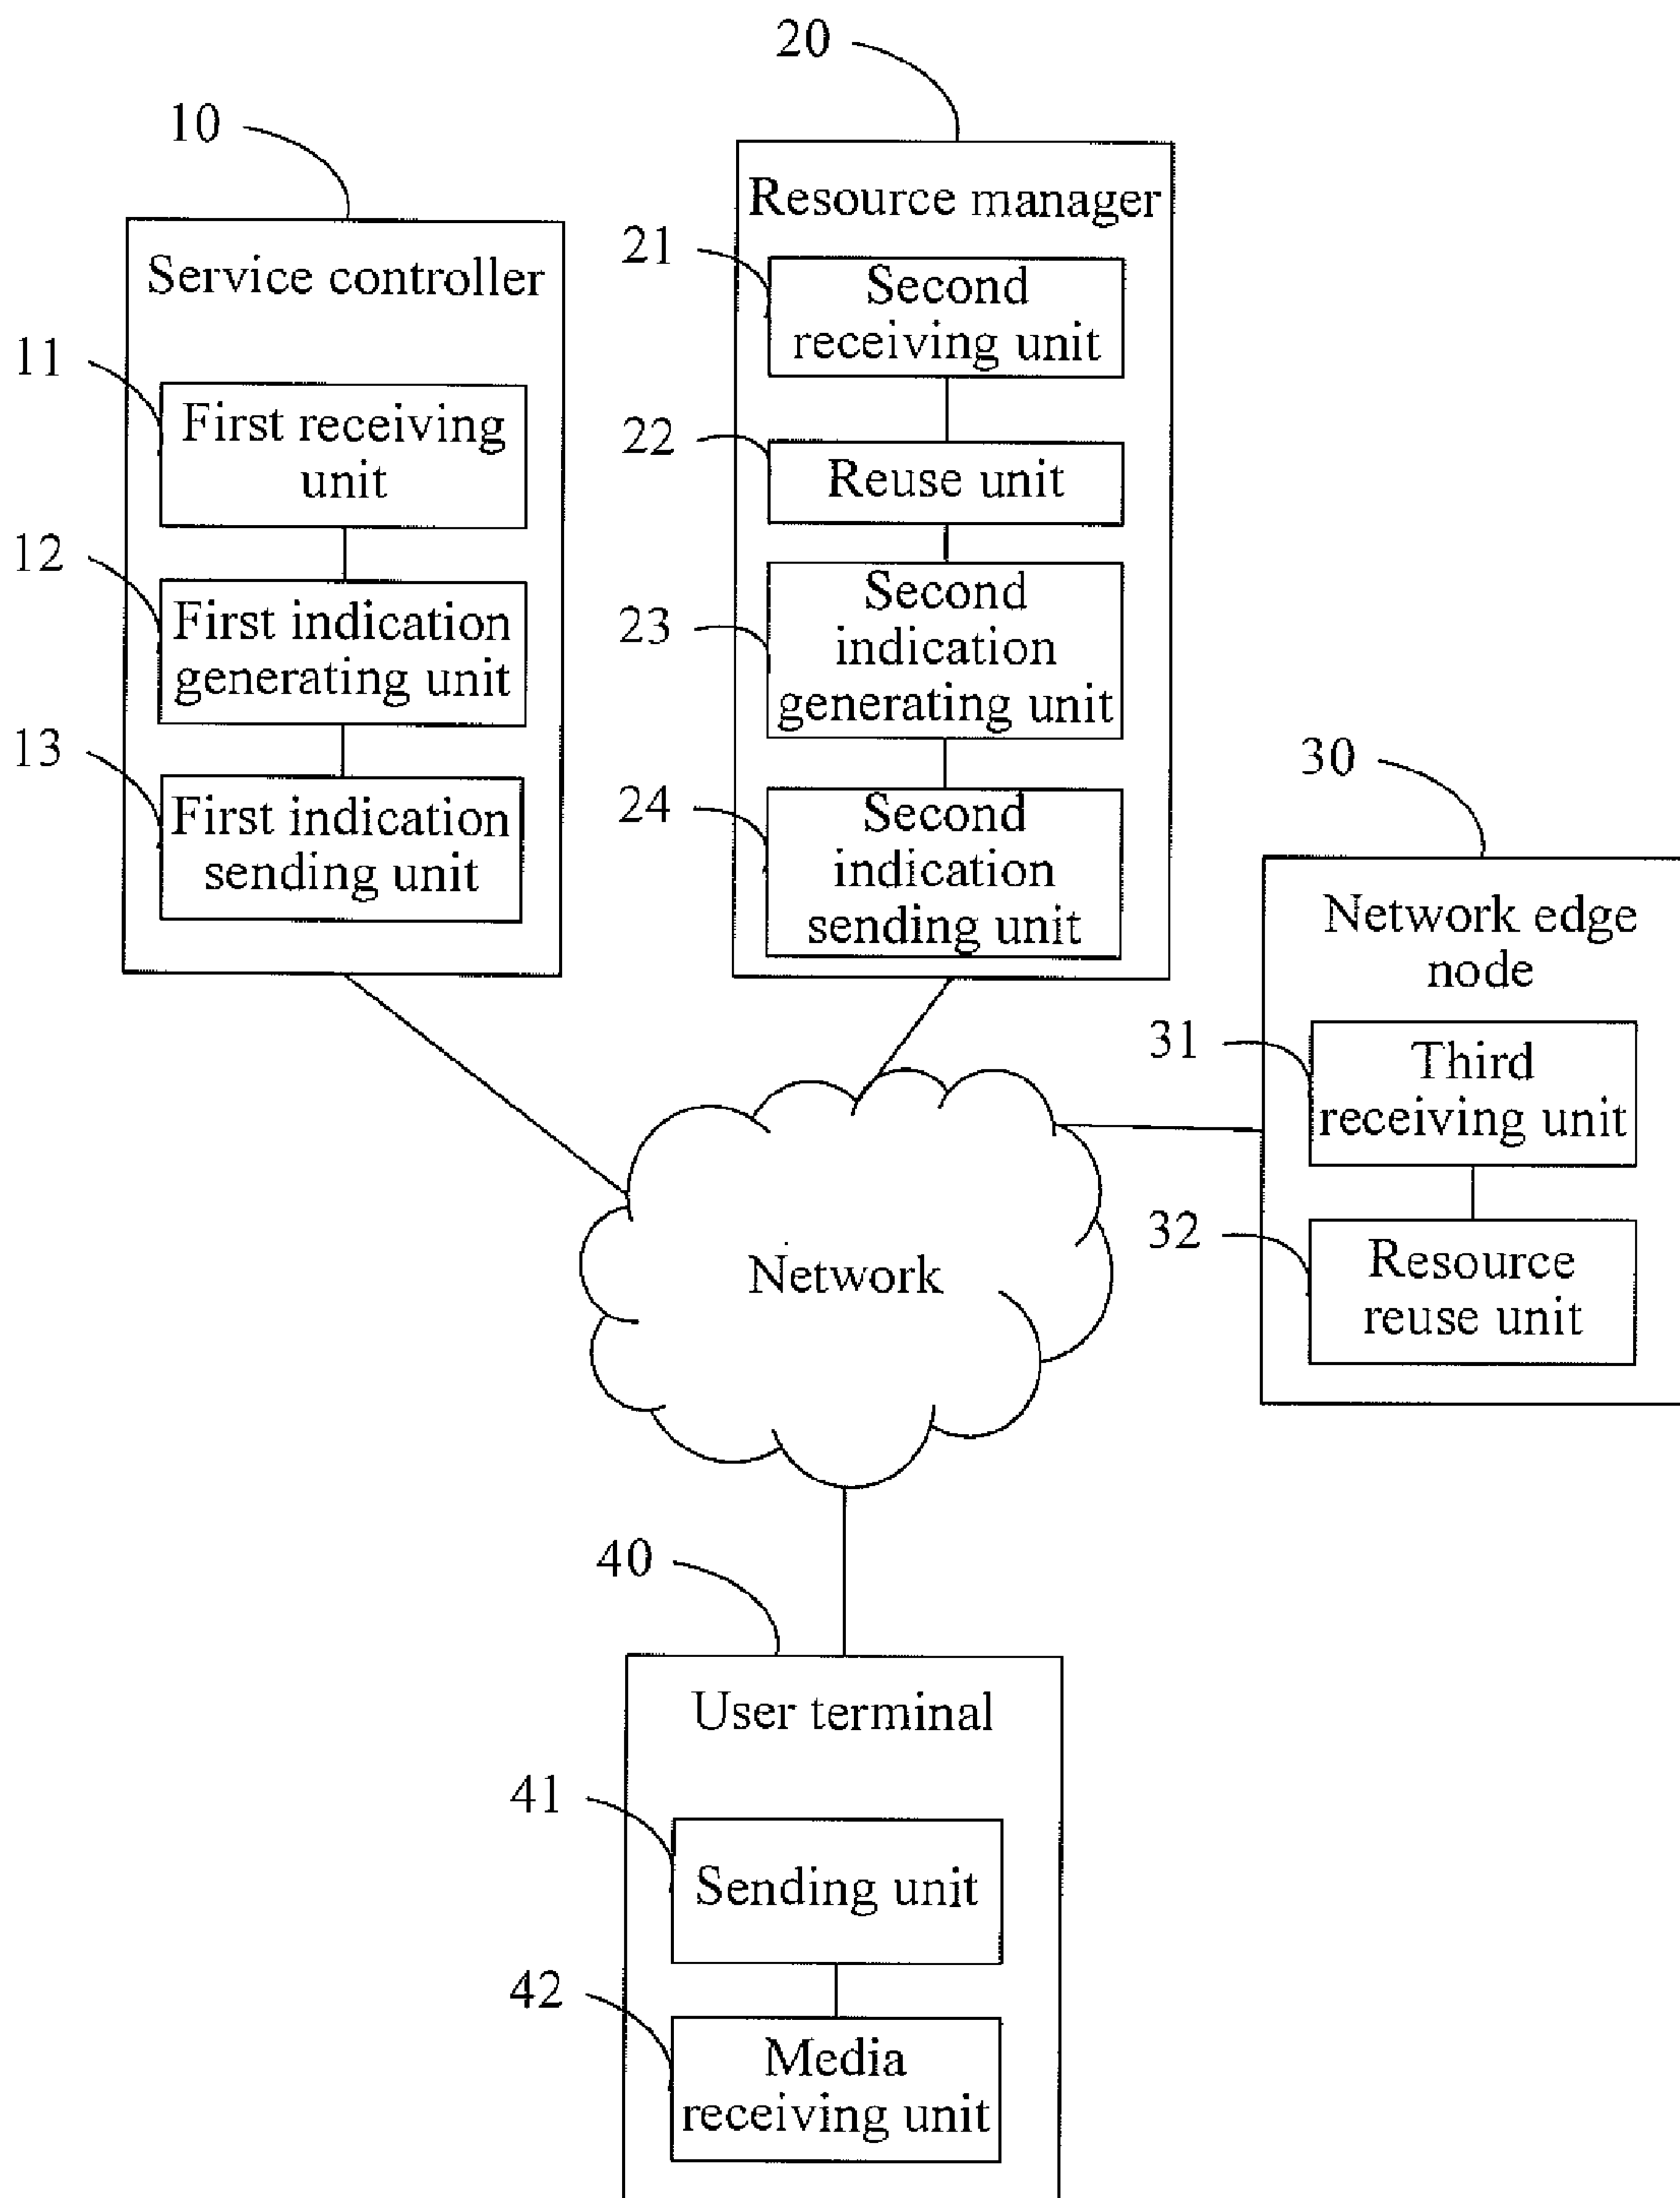 20
10
Resource manager
21
Second
receiving unit
22
Reuse unit
23
Second
indication
generating unit
24
Second
indication
sending unit
Service controller
11
First receiving
unit
12
First indication
generating unit
13
First indication
sending unit
30
Network edge
node
31
Third
receiving unit
32
Resource
reuse unit
Network
40
User terminal
41
Sending unit
42
Media
receiving unit